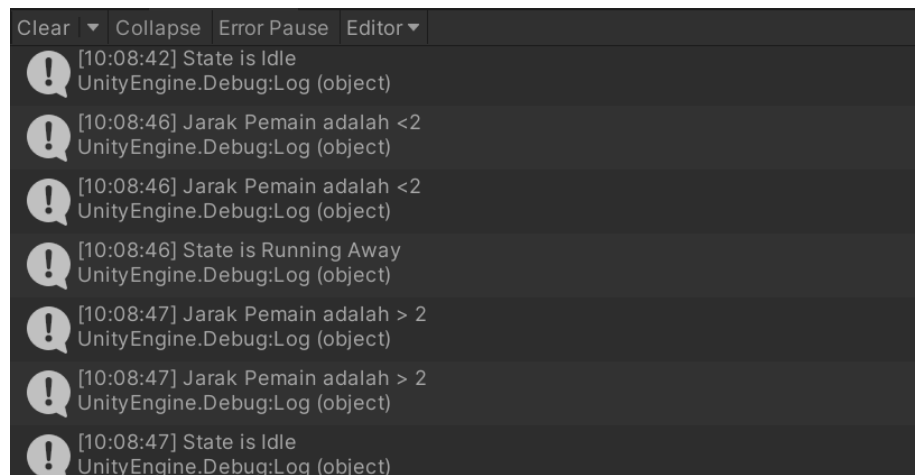 Clear Collapse Error Pause Editor
[10:08:42] State is Idle
UnityEngine.Debug:Log (object)
[10:08:46] Jarak Pemain adalah <2
UnityEngine.Debug:Log (object)
[10:08:46] Jarak Pemain adalah <2
UnityEngine.Debug:Log (object)
[10:08:46] State is Running Away
UnityEngine.Debug:Log (object)
[10:08:47] Jarak Pemain adalah > 2
UnityEngine.Debug:Log (object)
[10:08:47] Jarak Pemain adalah > 2
UnityEngine.Debug:Log (object)
[10:08:47] State is Idle
UnityEngine.Debug:Log (object)